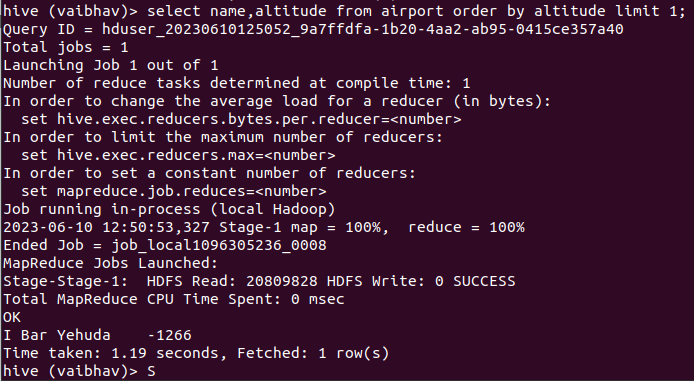 hive (vaibhav)> select name,altitude from airport order by altitude limit 1;
Query ID = hduser_20230610125052_9a7ffdfa-1b20-4aa2-ab95-0415ce357a40
Total jobs = 1
Launching Job 1 out of 1
Number of reduce tasks determined at compile time: 1
In order to change the average load for a reducer (in bytes):
  set hive.exec.reducers.bytes.per.reducer=<number>
In order to limit the maximum number of reducers:
  set hive.exec.reducers.max=<number>
In order to set a constant number of reducers:
  set mapreduce.job.reduces=<number>
Job running in-process (local Hadoop)
2023-06-10 12:50:53,327 Stage-1 map = 100%,  reduce = 100%
Ended Job = job_local1096305236_0008
MapReduce Jobs Launched:
Stage-Stage-1:  HDFS Read: 20809828 HDFS Write: 0 SUCCESS
Total MapReduce CPU Time Spent: 0 msec
OK
I Bar Yehuda    -1266
Time taken: 1.19 seconds, Fetched: 1 row(s)
hive (vaibhav)> S